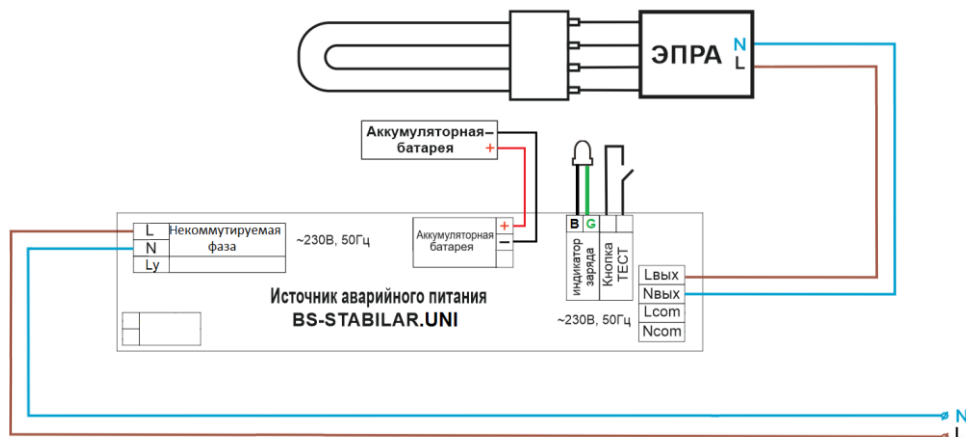 ЭПРА
N
L
Аккумуляторная–
батарея +
L
N
Ly
Некоммутируемая
фаза
~230В, 50Гц
Аккумуляторная
батарея
+
–
B G
индикатор
заряда
Кнопка
ТЕСТ
Lвых
Nвых
Lcom
Ncom
~230В, 50Гц
Источник аварийного питания
BS-STABILAR.UNI
N
L